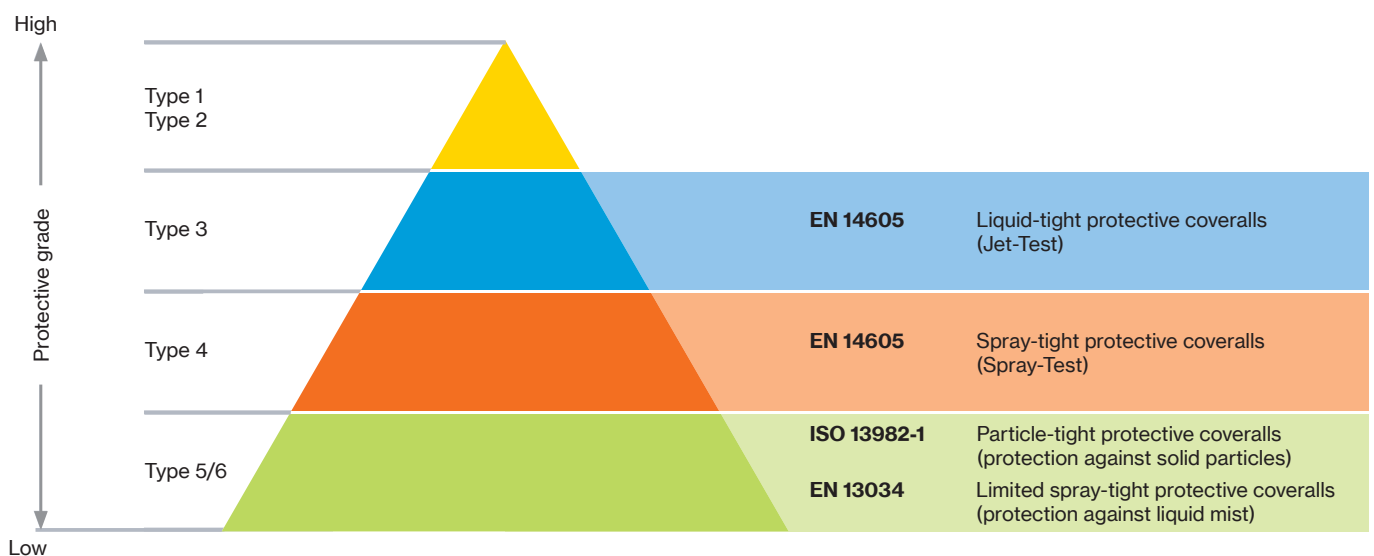 High
Protective grade
Type 1
Type 2
Type 3
EN 14605
Liquid-tight protective coveralls
(Jet-Test)
Type 4
EN 14605
Spray-tight protective coveralls
(Spray-Test)
Type 5/6
ISO 13982-1
Particle-tight protective coveralls
(protection against solid particles)
EN 13034
Limited spray-tight protective coveralls
(protection against liquid mist)
Low